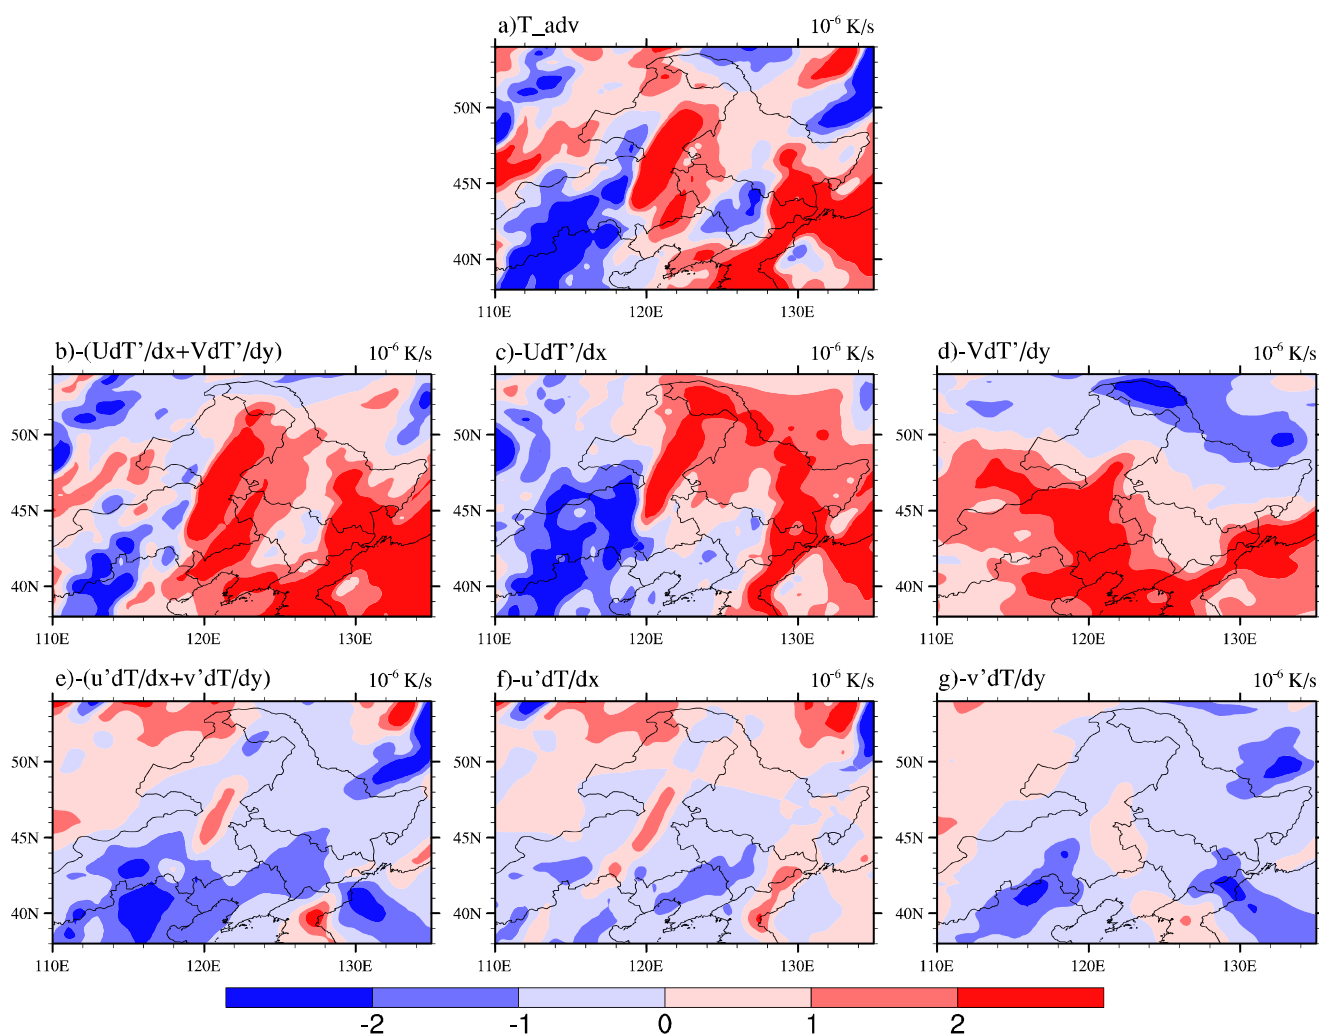 a)T_adv 10⁻⁶ K/s
50N
45N
40N
110E 120E 130E
b)-(UdT'/dx+VdT'/dy) 10⁻⁶ K/s c)-UdT'/dx 10⁻⁶ K/s d)-VdT'/dy 10⁻⁶ K/s
50N 50N 50N
45N 45N 45N
40N 40N 40N
110E 120E 130E 110E 120E 130E 110E 120E 130E
e)-(u'dT/dx+v'dT/dy) 10⁻⁶ K/s f)-u'dT/dx 10⁻⁶ K/s g)-v'dT/dy 10⁻⁶ K/s
50N 50N 50N
45N 45N 45N
40N 40N 40N
110E 120E 130E 110E 120E 130E 110E 120E 130E
-2 -1 0 1 2